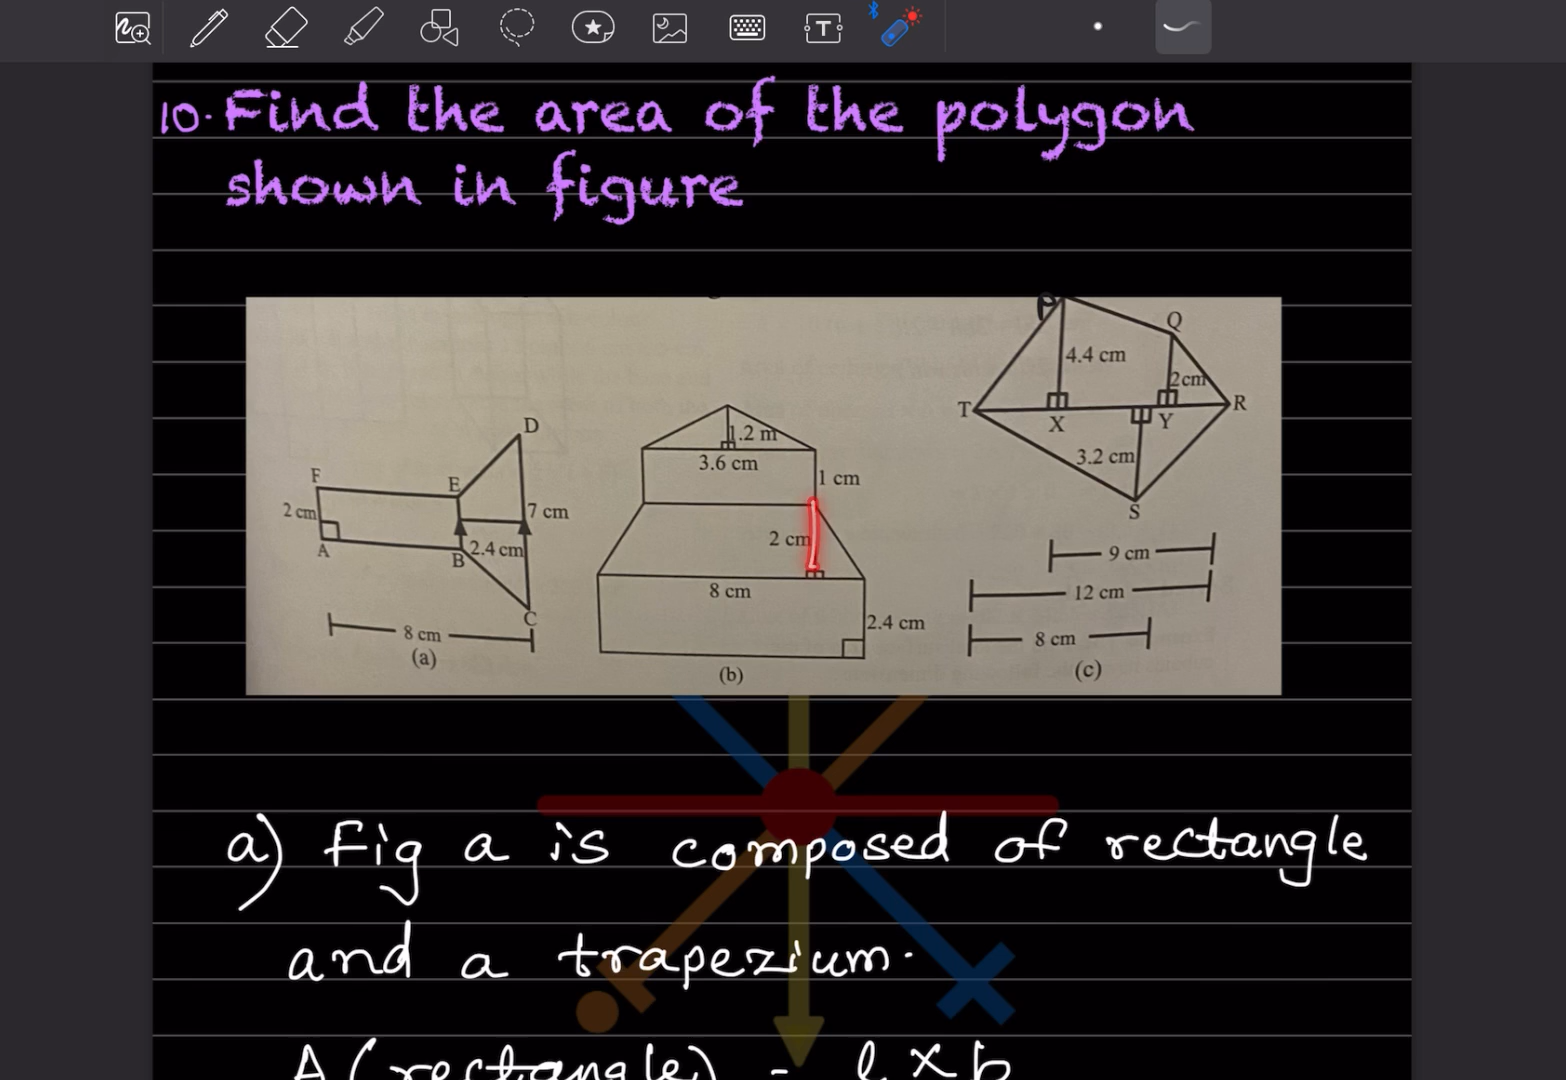 10. Find the area of the polygon
shown in figure
P
Q
4.4 cm
2cm
T
X
Y
R
3.2 cm
S
9 cm
12 cm
8 cm
(c)
1.2 m
3.6 cm
1 cm
2 cm
8 cm
2.4 cm
(b)
D
F
E
2 cm
7 cm
A
B
2.4 cm
C
8 cm
(a)
a) Fig a is composed of rectangle
and a trapezium.
A (rectangle) = l × b